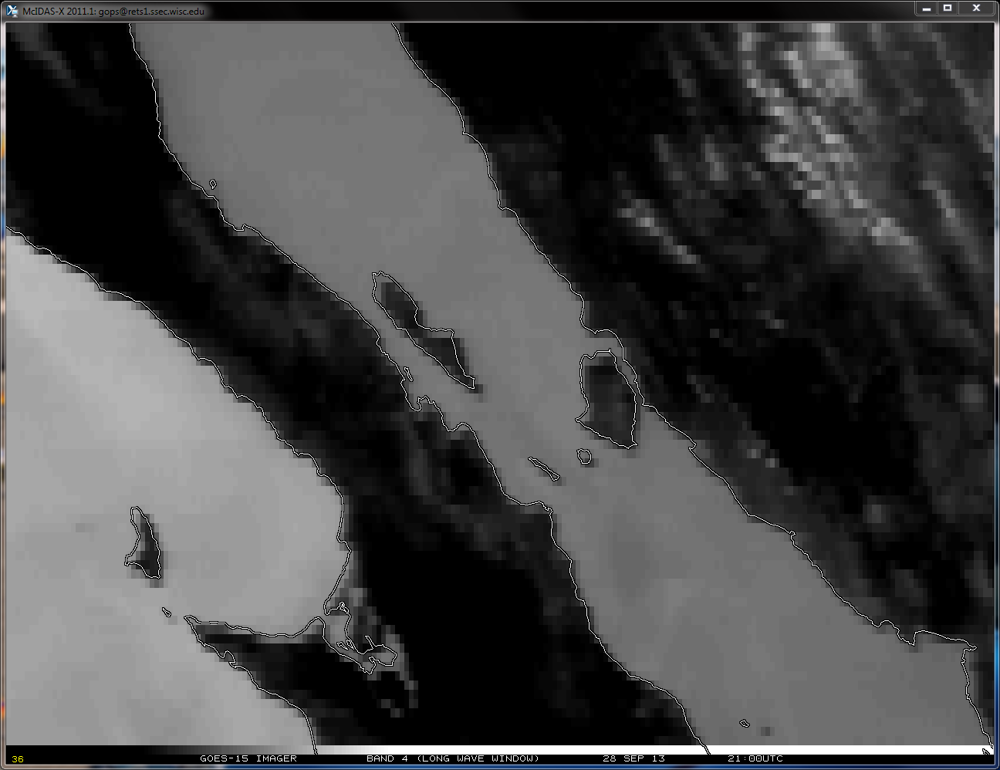 McIDAS-X 2011.1: gops@rets1.ssec.wisc.edu
36 GOES-15 IMAGER BAND 4 (LONG WAVE WINDOW) 28 SEP 13 21:00UTC